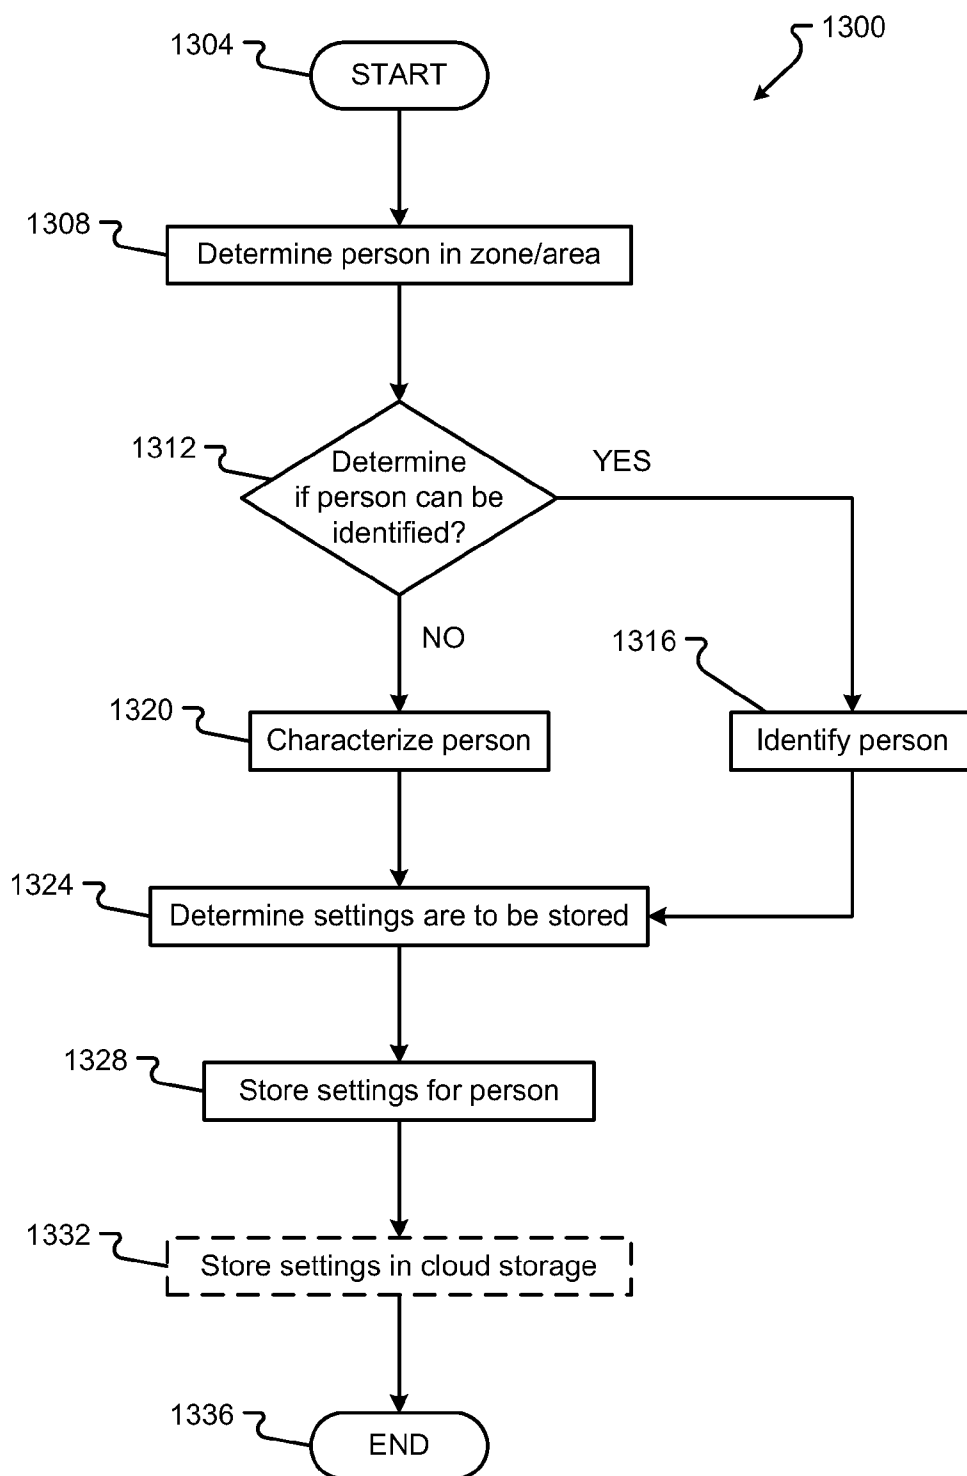 1300
1304
START
1308
Determine person in zone/area
1312
Determine
if person can be
identified?
YES
NO
1316
1320
Characterize person
Identify person
1324
Determine settings are to be stored
1328
Store settings for person
1332
Store settings in cloud storage
1336
END